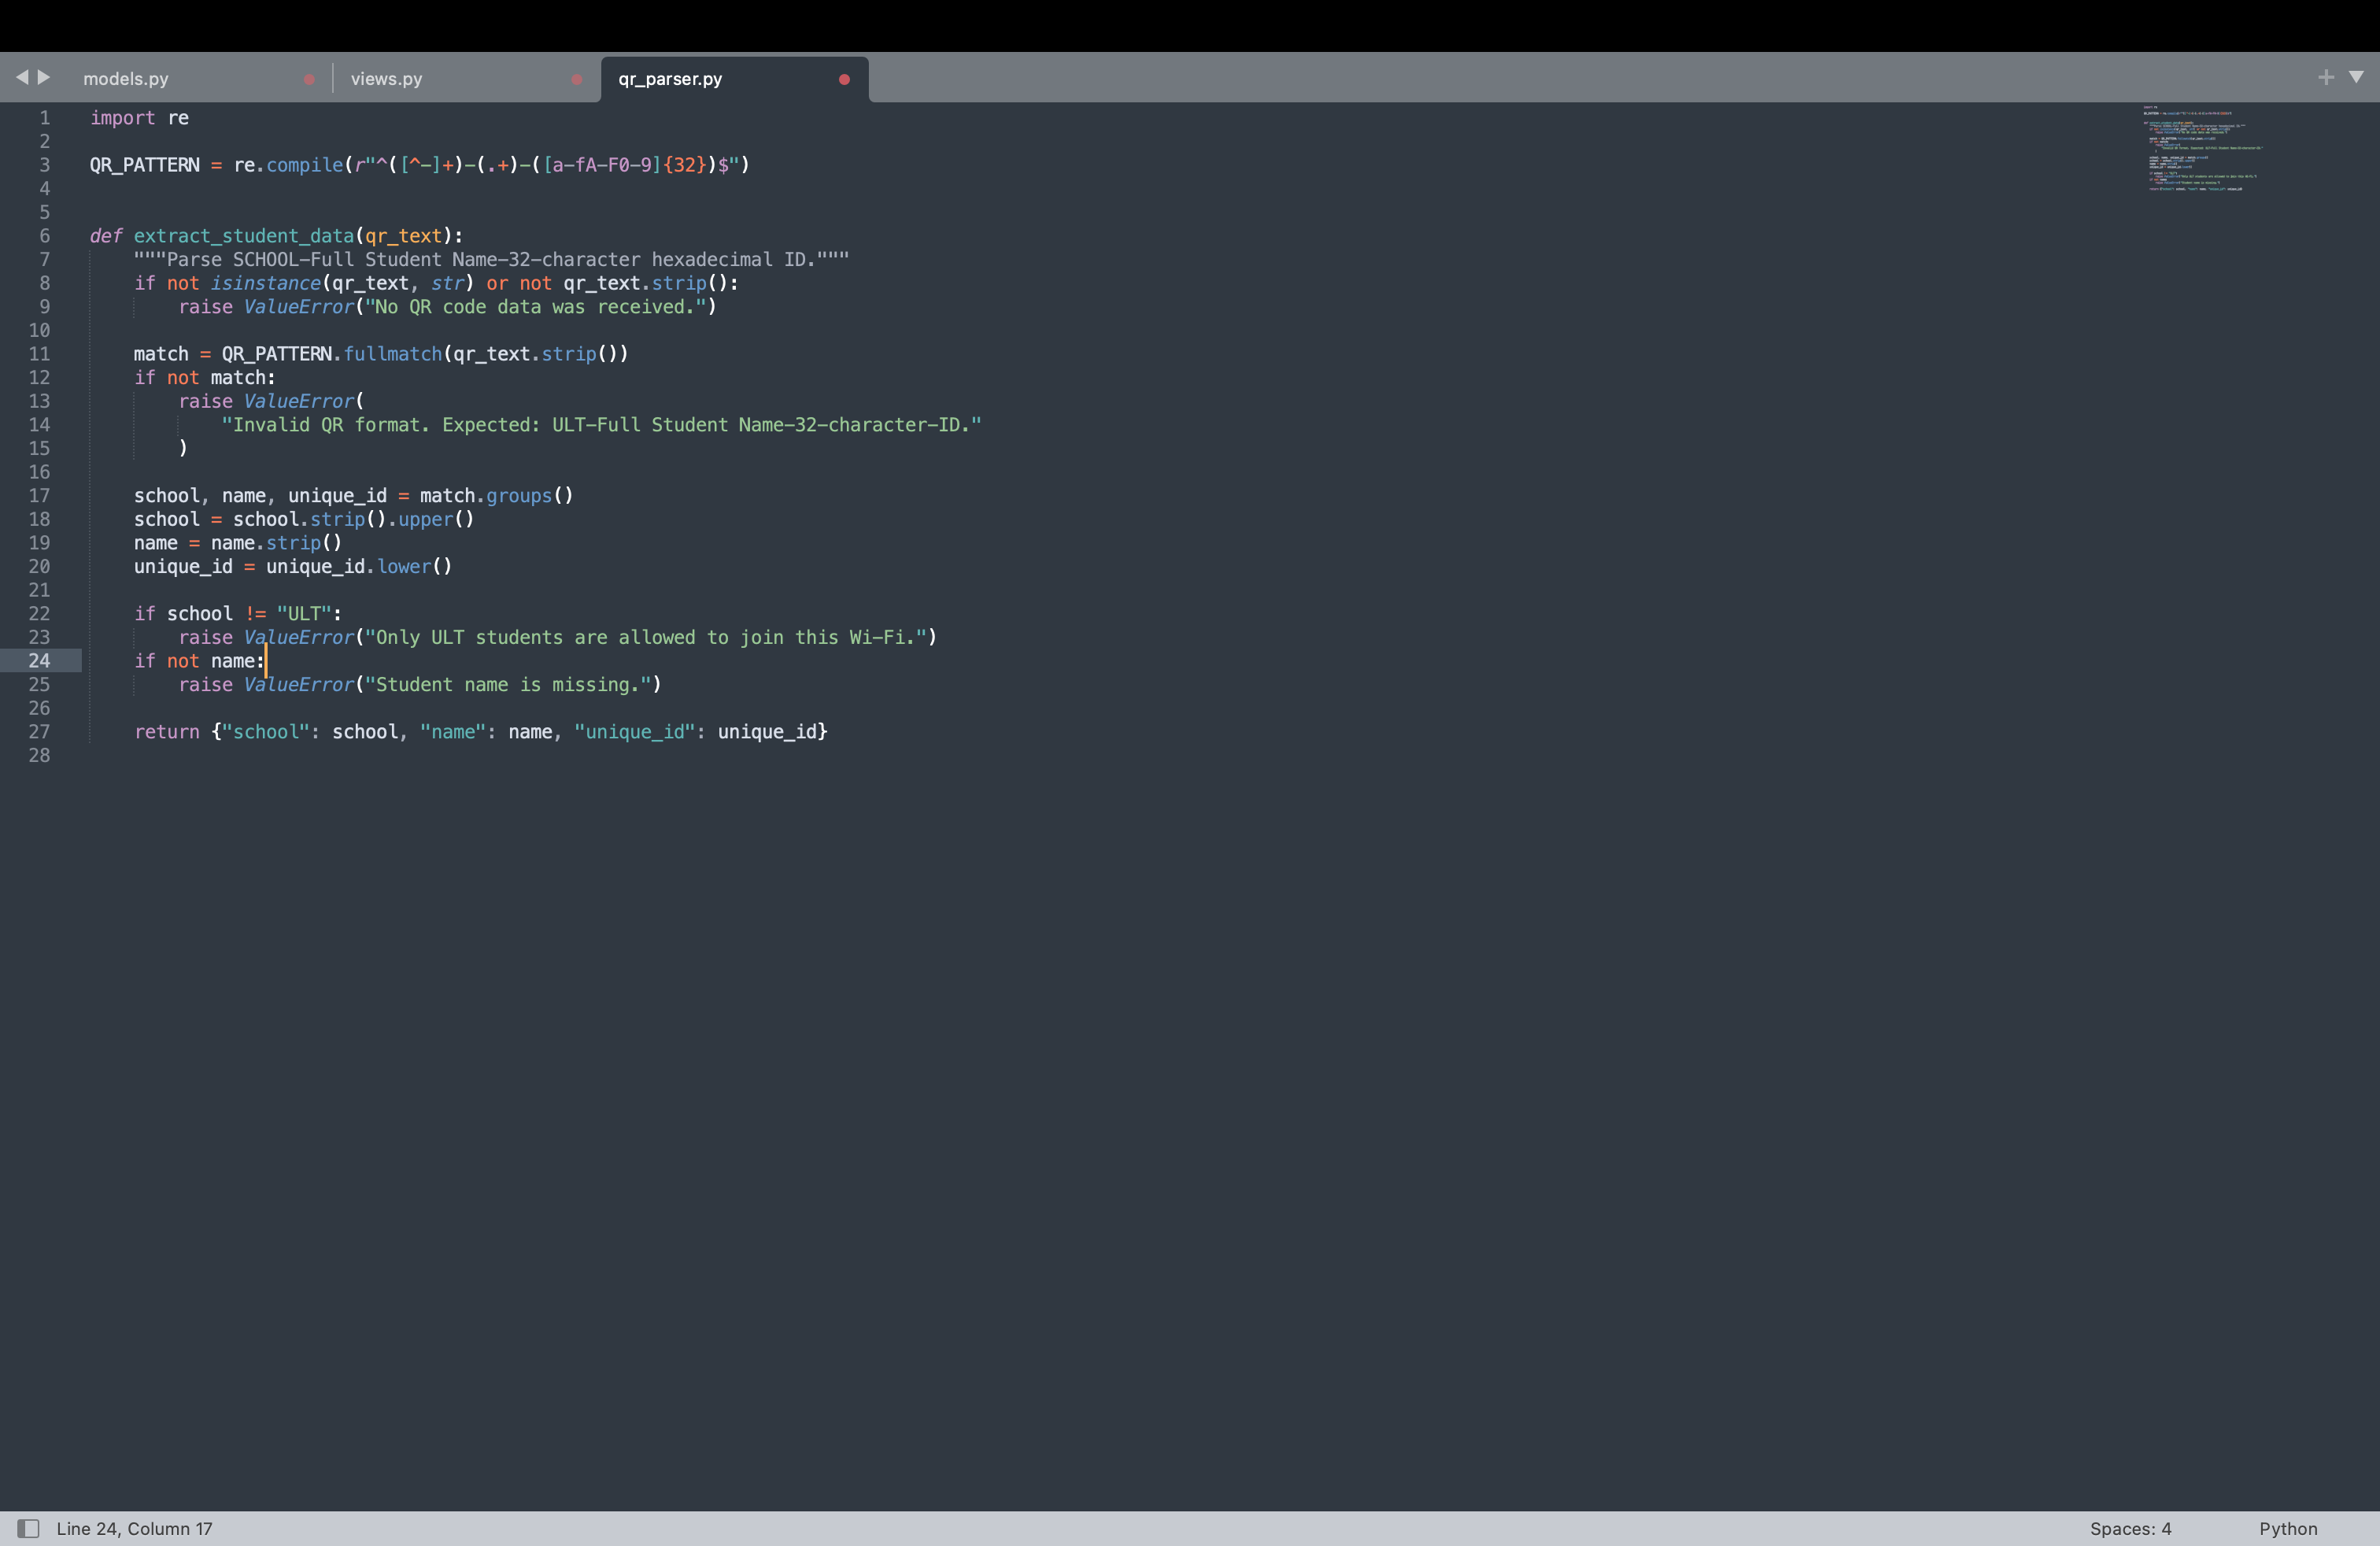 models.py
views.py
qr_parser.py
1 import re
2
3 QR_PATTERN = re.compile(r"^([^-]+)-(.+)-([a-fA-F0-9]{32})$")
4
5
6 def extract_student_data(qr_text):
7     """Parse SCHOOL-Full Student Name-32-character hexadecimal ID."""
8     if not isinstance(qr_text, str) or not qr_text.strip():
9         raise ValueError("No QR code data was received.")
10
11     match = QR_PATTERN.fullmatch(qr_text.strip())
12     if not match:
13         raise ValueError(
14             "Invalid QR format. Expected: ULT-Full Student Name-32-character-ID."
15         )
16
17     school, name, unique_id = match.groups()
18     school = school.strip().upper()
19     name = name.strip()
20     unique_id = unique_id.lower()
21
22     if school != "ULT":
23         raise ValueError("Only ULT students are allowed to join this Wi-Fi.")
24     if not name:
25         raise ValueError("Student name is missing.")
26
27     return {"school": school, "name": name, "unique_id": unique_id}
28
Line 24, Column 17
Spaces: 4
Python